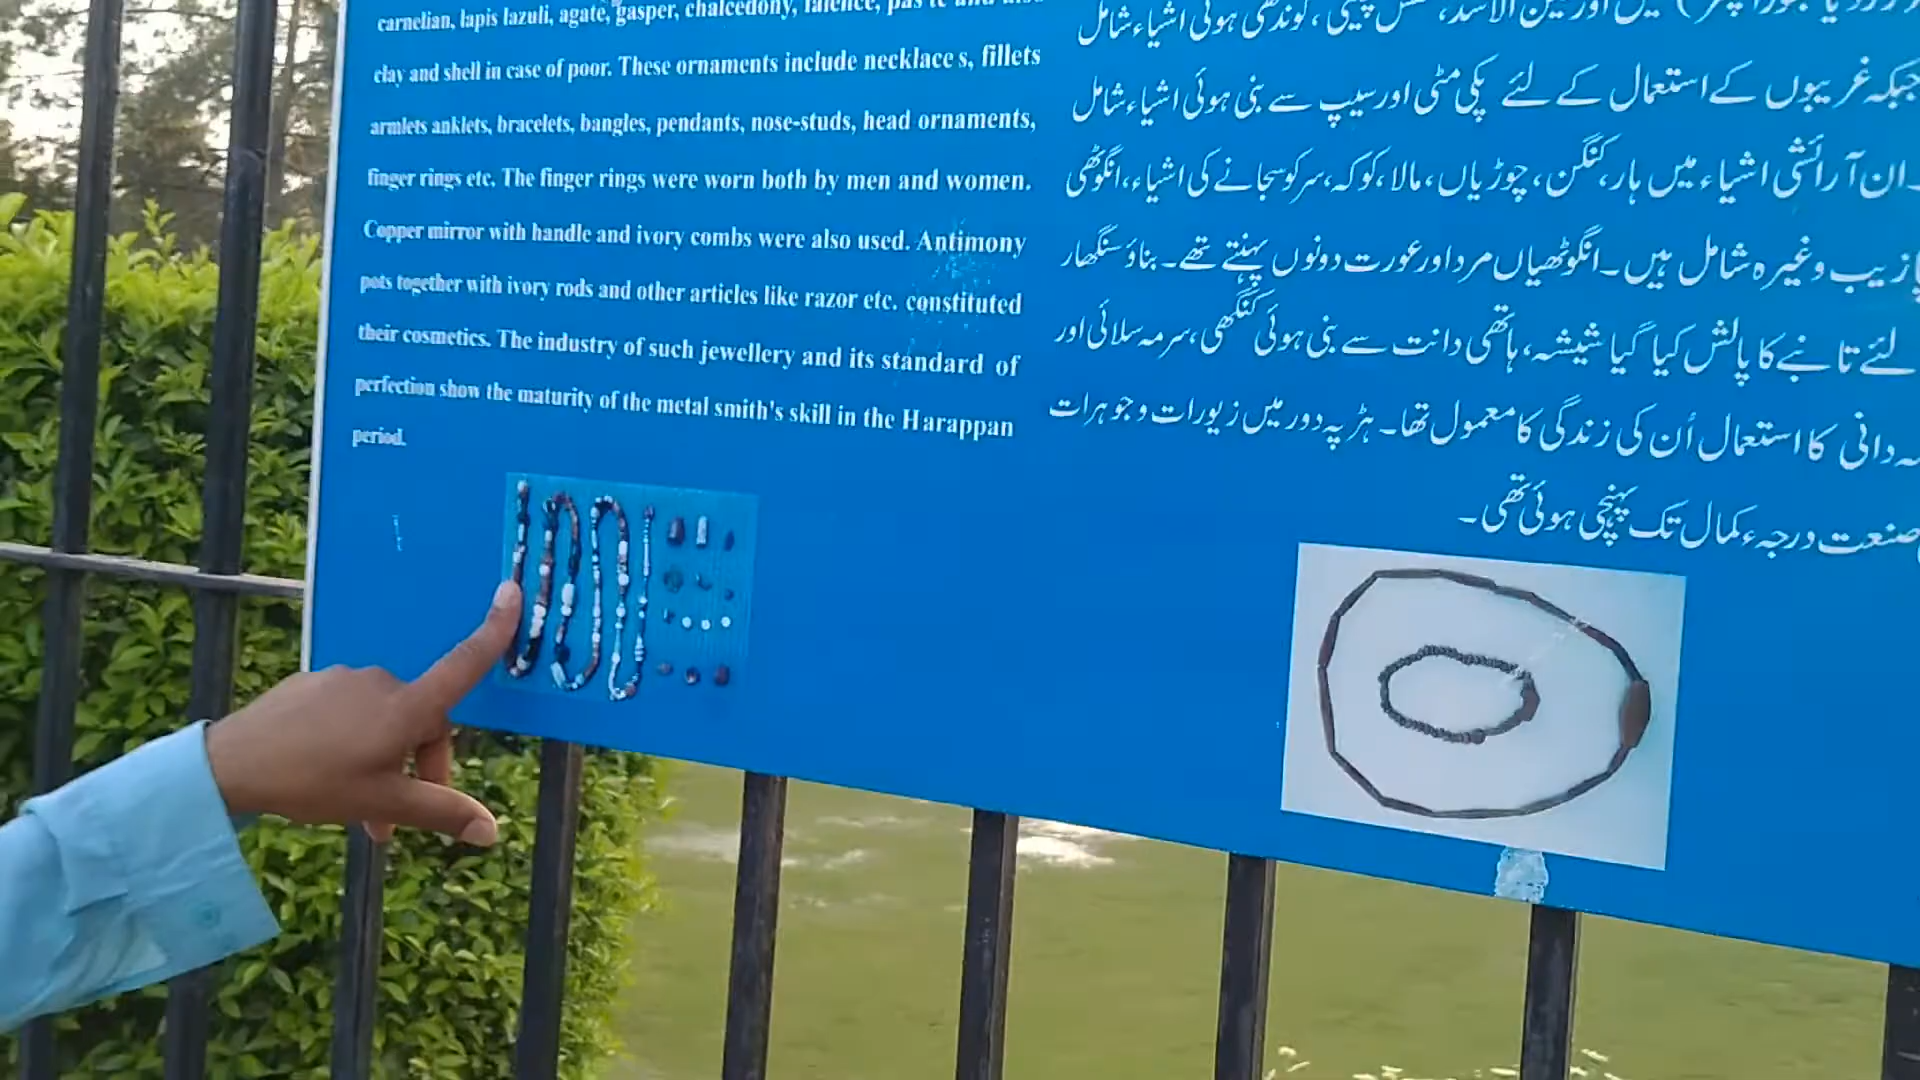 carnelian, lapis lazuli, agate, gasper, chalcedony, faience, pas te and also
clay and shell in case of poor. These ornaments include necklace s, fillets
armlets anklets, bracelets, bangles, pendants, nose-studs, head ornaments,
finger rings etc. The finger rings were worn both by men and women.
Copper mirror with handle and ivory combs were also used. Antimony
pots together with ivory rods and other articles like razor etc. constituted
their cosmetics. The industry of such jewellery and its standard of
perfection show the maturity of the metal smith's skill in the Harappan
period.
گوندھی ہوئی اشیاء شامل
جبکہ غریبوں کے استعمال کے لئے پکی مٹی اور سیپ سے بنی ہوئی اشیاء شامل
۔ ان آرائشی اشیاء میں ہار، کنگن، چوڑیاں، مالا، کوکہ، سر کو سجانے کی اشیاء، انگوٹھی
وغیرہ شامل ہیں۔ انگوٹھیاں مرد اور عورت دونوں پہنتے تھے۔ بناؤ سنگھار
لئے تانبے کا پالش کیا گیا شیشہ، ہاتھی دانت سے بنی ہوئی کنگھی، سرمہ سلائی اور
دانی کا استعمال اُن کی زندگی کا معمول تھا۔ ہڑپہ دور میں زیورات و جوہرات
صنعت درجہء کمال تک پہنچی ہوئی تھی۔